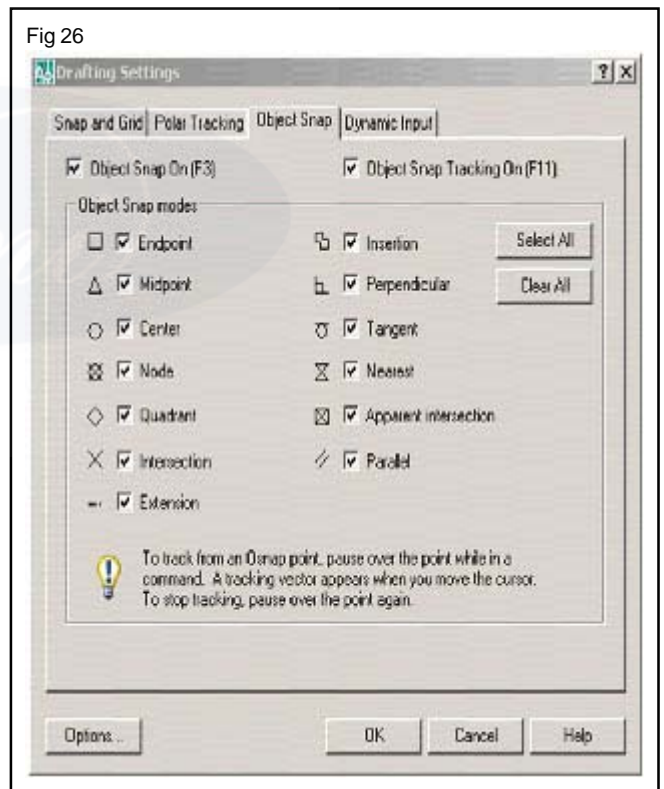 Fig 26
Drafting Settings
Snap and Grid Polar Tracking Object Snap Dynamic Input
Object Snap On (F3) Object Snap Tracking On (F11)
Object Snap modes
Endpoint Insertion Select All
Midpoint Perpendicular Clear All
Center Tangent
Node Nearest
Quadrant Apparent intersection
Intersection Parallel
Extension
To track from an Osnap point, pause over the point while in a
command. A tracking vector appears when you move the cursor.
To stop tracking, pause over the point again.
Options... OK Cancel Help